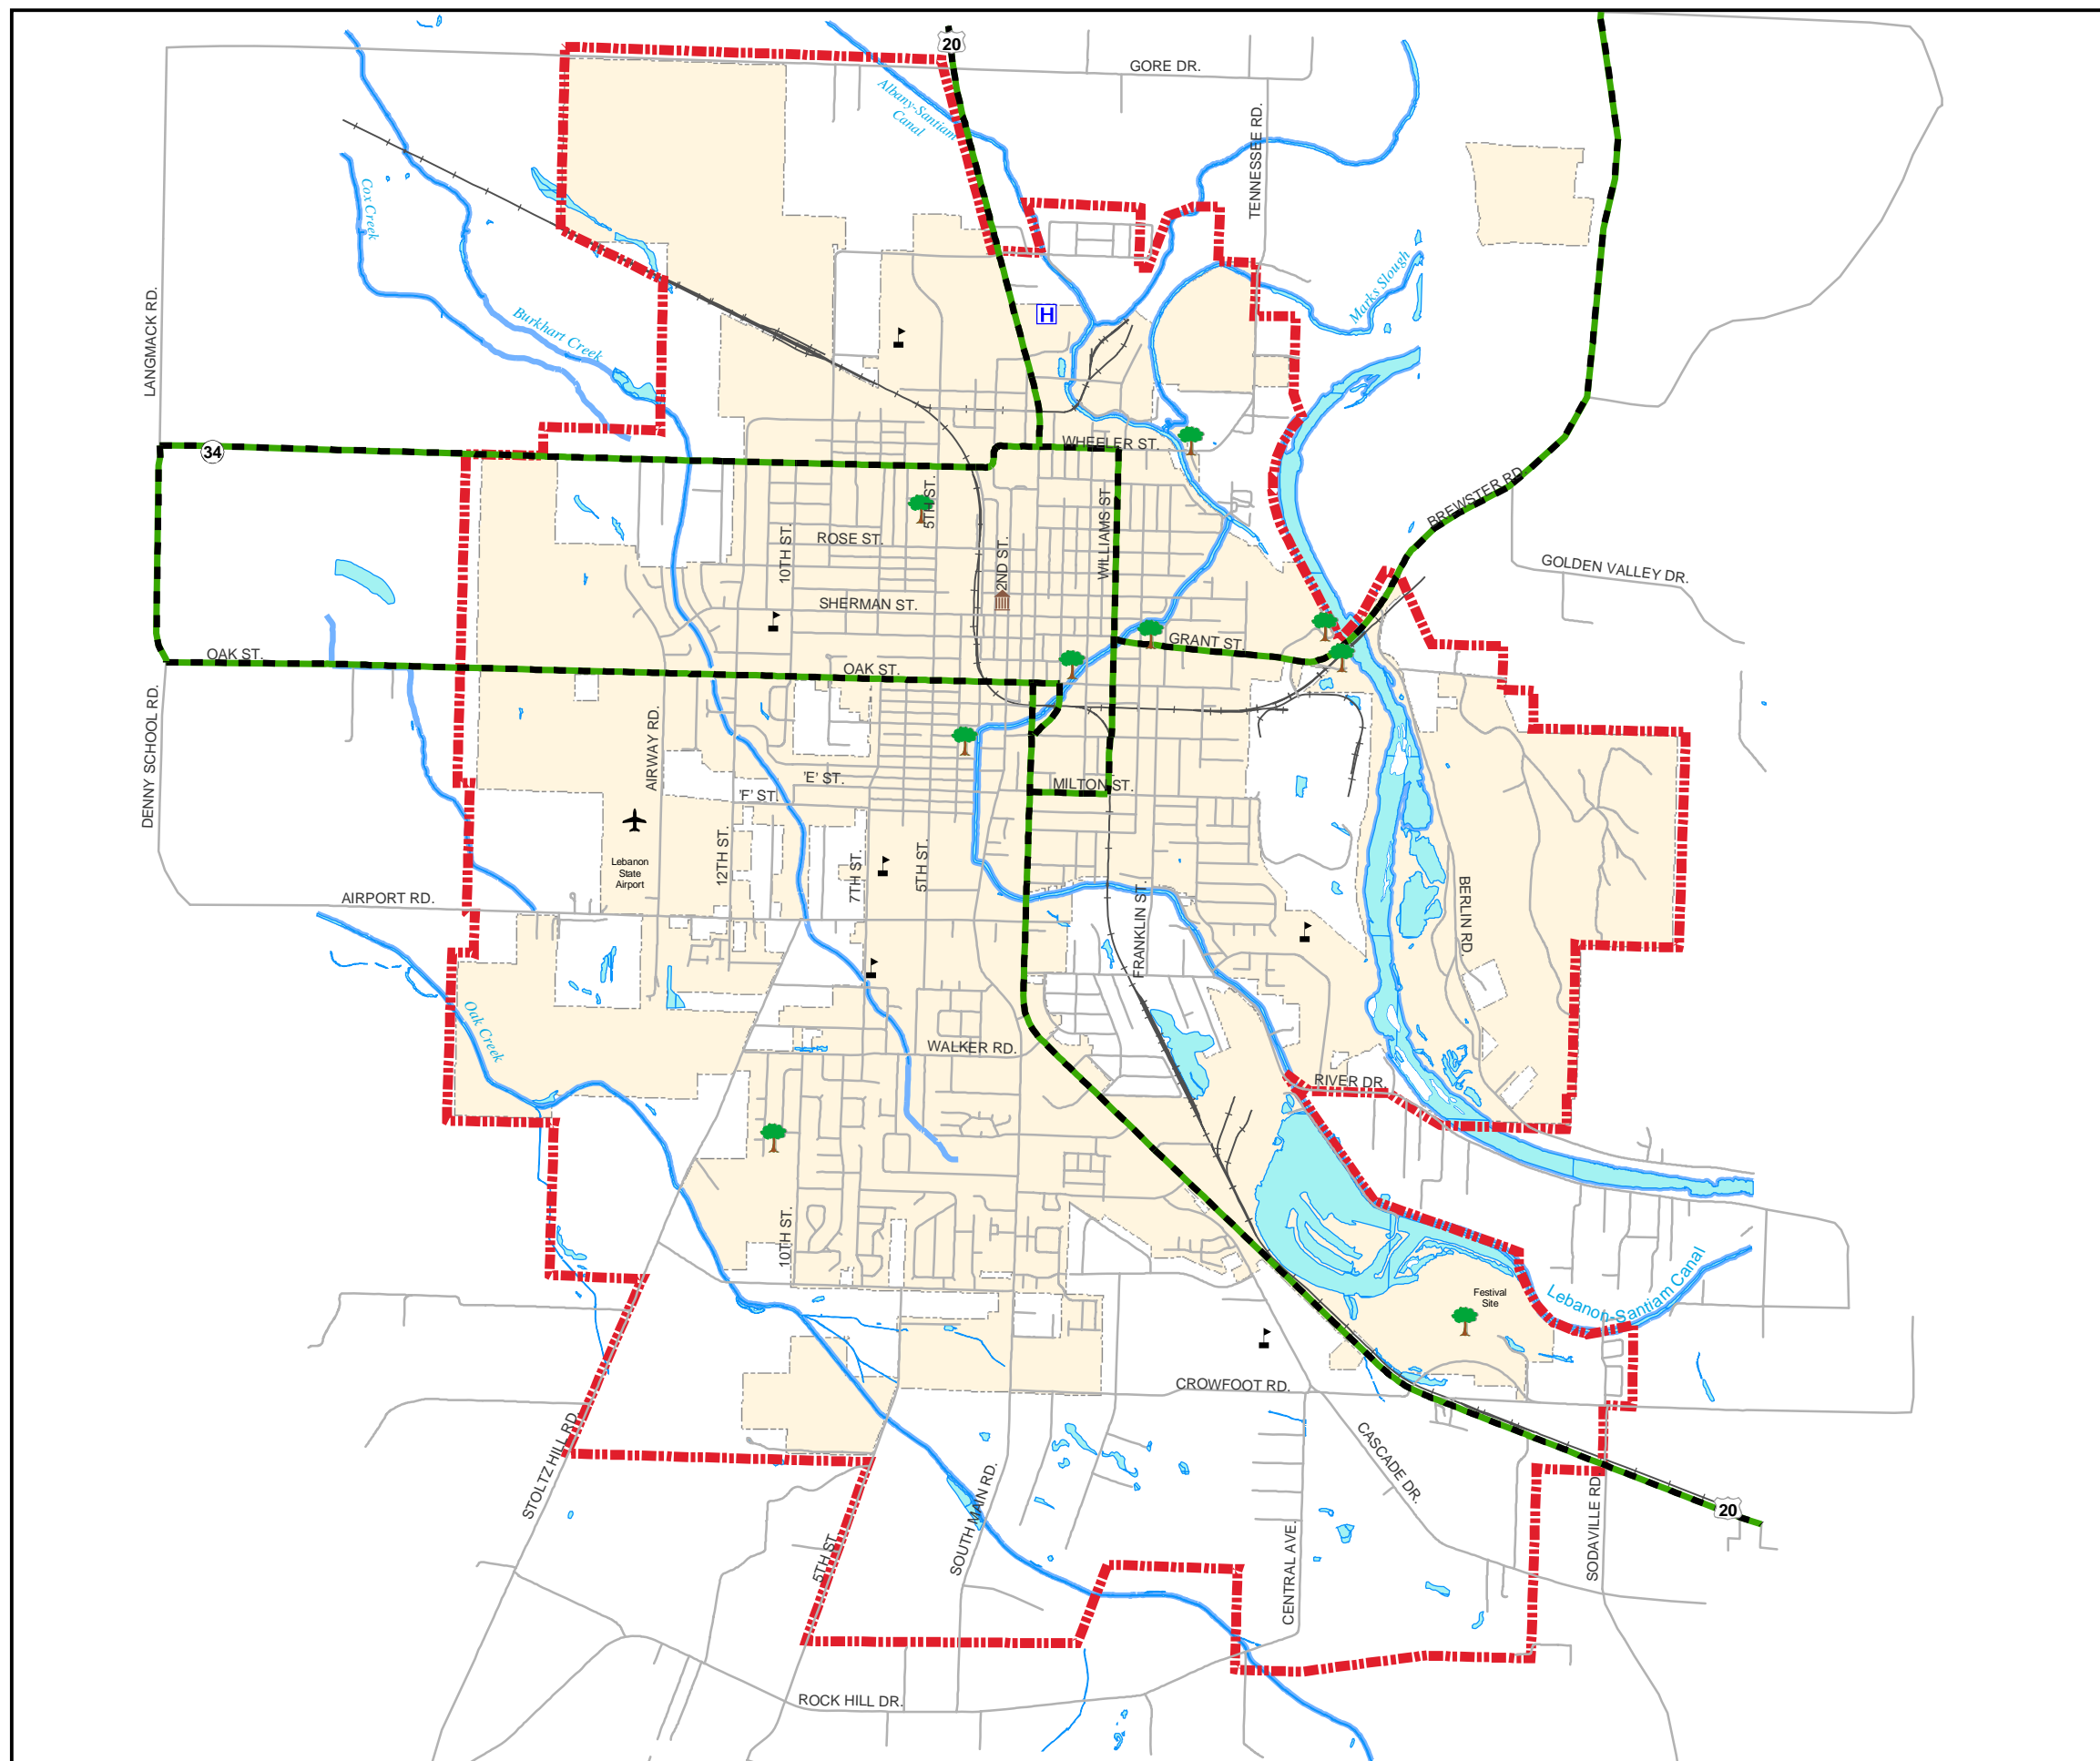 20
GORE DR.
Albany-Santiam
Canal
TENNESSEE RD.
Cox Creek
Marks Slough
LANGMACK RD.
Burkhart Creek
H
34
WHEELER ST.
5TH ST.
BREWSTER RD.
WILLIAMS ST.
ROSE ST.
10TH ST.
2ND ST.
GOLDEN VALLEY DR.
SHERMAN ST.
GRANT ST.
OAK ST.
OAK ST.
DENNY SCHOOL RD.
AIRWAY RD.
'E' ST.
MILTON ST.
'F' ST.
Lebanon
State
Airport
12TH ST.
7TH ST.
5TH ST.
FRANKLIN ST.
BERLIN RD.
AIRPORT RD.
Oak Creek
WALKER RD.
RIVER DR.
10TH ST.
Lebanon-Santiam Canal
Festival
Site
CROWFOOT RD.
CASCADE DR.
STOLTZ HILL RD.
SOUTH MAIN RD.
20
SODAVILLE RD.
5TH ST.
CENTRAL AVE.
ROCK HILL DR.